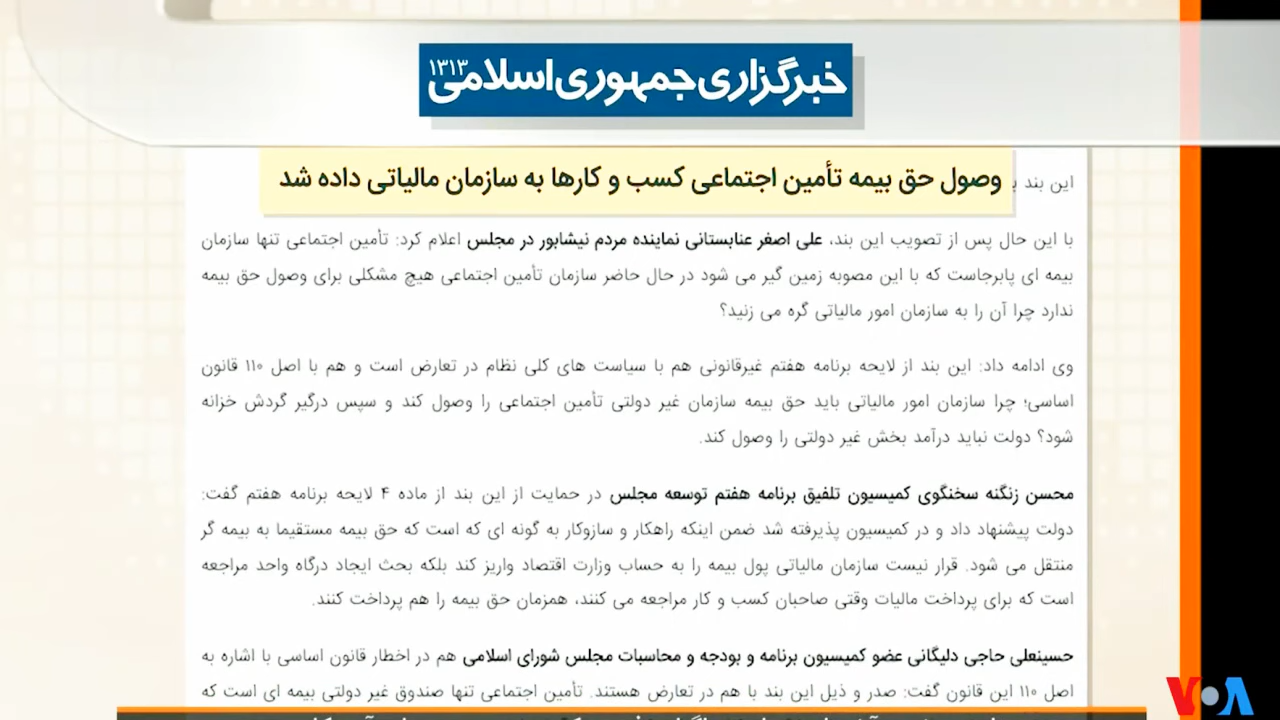 خبرگزاری جمهوری اسلامی ۱۳۱۳
وصول حق بیمه تأمین اجتماعی کسب و کارها به سازمان مالیاتی داده شد
این بند
با این حال پس از تصویب این بند، علی اصغر عنابستانی نماینده مردم نیشابور در مجلس اعلام کرد: تأمین اجتماعی تنها سازمان
بیمه ای پابرجاست که با این مصوبه زمین گیر می شود در حال حاضر سازمان تأمین اجتماعی هیچ مشکلی برای وصول حق بیمه
ندارد چرا آن را به سازمان امور مالیاتی گره می زنید؟
وی ادامه داد: این بند از لایحه برنامه هفتم غیرقانونی هم با سیاست های کلی نظام در تعارض است و هم با اصل ۱۱۰ قانون
اساسی؛ چرا سازمان امور مالیاتی باید حق بیمه سازمان غیر دولتی تأمین اجتماعی را وصول کند و سپس درگیر گردش خزانه
شود؟ دولت نباید درآمد بخش غیر دولتی را وصول کند.
محسن زنگنه سخنگوی کمیسیون تلفیق برنامه هفتم توسعه مجلس در حمایت از این بند از ماده ۴ لایحه برنامه هفتم گفت:
دولت پیشنهاد داد و در کمیسیون پذیرفته شد ضمن اینکه راهکار و سازوکار به گونه ای که است که حق بیمه مستقیما به بیمه گر
منتقل می شود. قرار نیست سازمان مالیاتی پول بیمه را به حساب وزارت اقتصاد واریز کند بلکه بحث ایجاد درگاه واحد مراجعه
است که برای پرداخت مالیات وقتی صاحبان کسب و کار مراجعه می کنند، همزمان حق بیمه را هم پرداخت کنند.
حسینعلی حاجی دلیگانی عضو کمیسیون برنامه و بودجه و محاسبات مجلس شورای اسلامی هم در اخطار قانون اساسی با اشاره به
اصل ۱۱۰ این قانون گفت: صدر و ذیل این بند با هم در تعارض هستند. تأمین اجتماعی تنها صندوق غیر دولتی بیمه ای است که
VOA